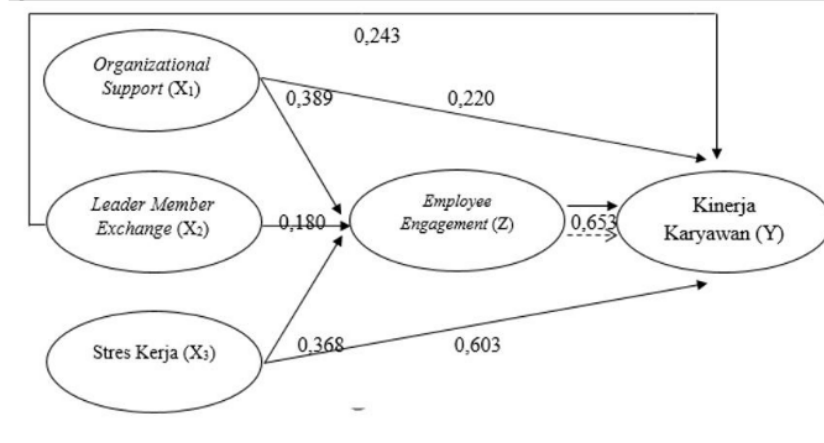 0,243
Organizational
Support (X₁)
0,389
0,220
Leader Member
Exchange (X₂)
0,180
Employee
Engagement (Z)
0,653
Kinerja
Karyawan (Y)
Stres Kerja (X₃)
0,368
0,603